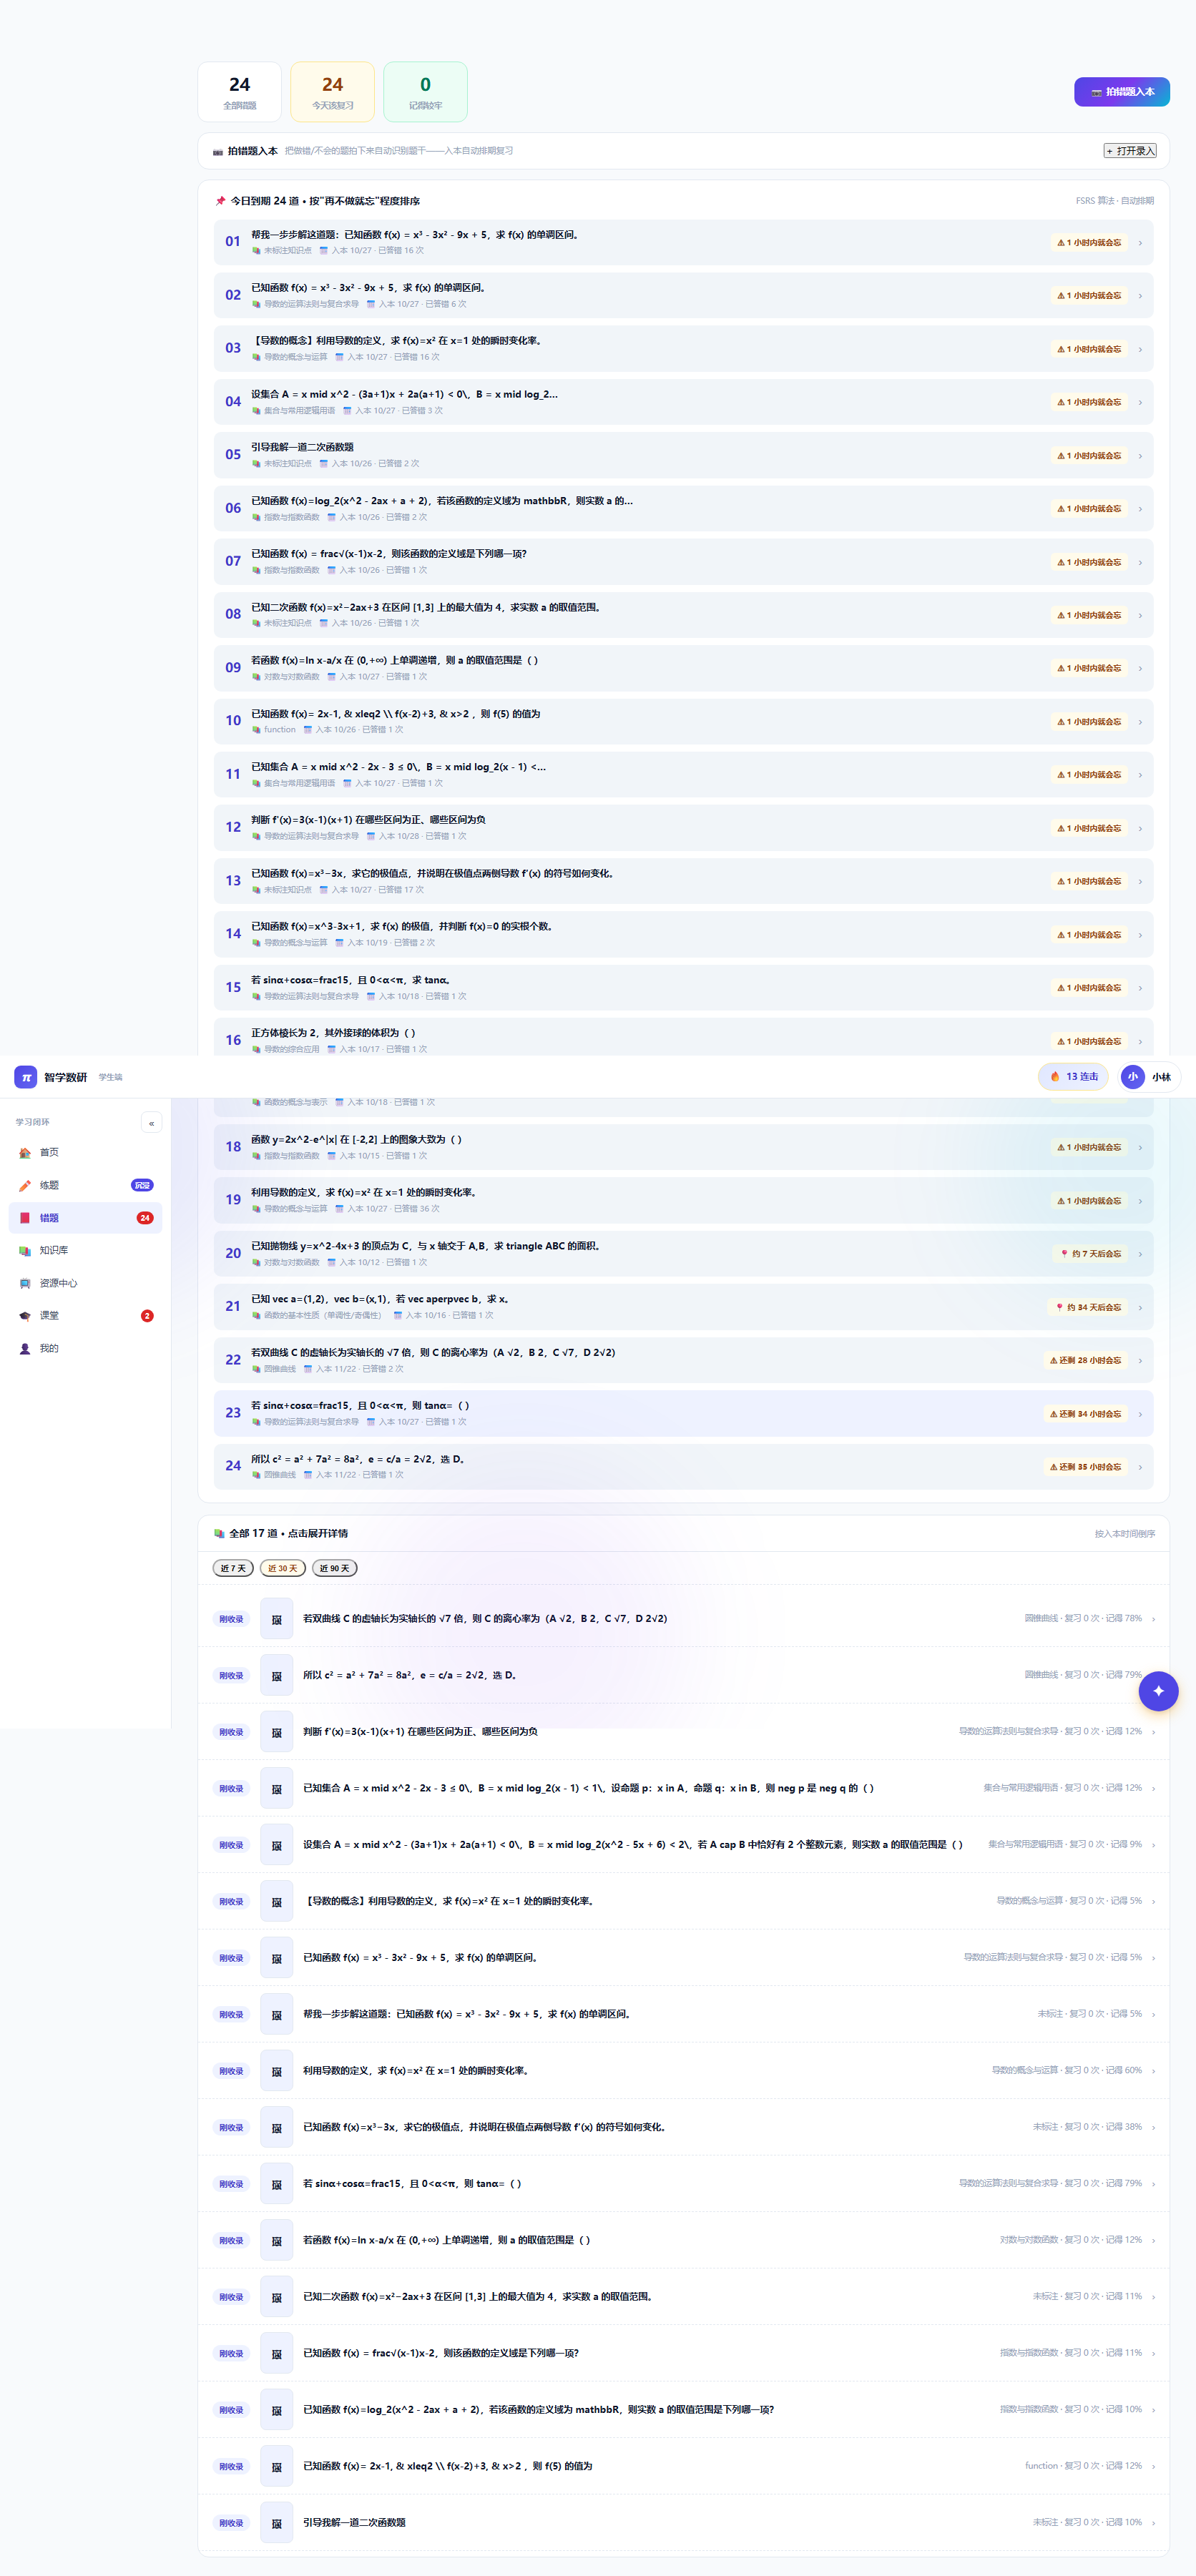 24
全部错题
24
今天该复习
0
记得较牢
拍错题入本
拍错题入本 把做错/不会的题拍下来自动识别题干——入本自动排期复习
+ 打开录入
今日到期 24 道 • 按"再不做就忘"程度排序
FSRS 算法 · 自动排期
01 帮我一步步解这道题：已知函数 f(x) = x³ - 3x² - 9x + 5，求 f(x) 的单调区间。
未标注知识点 入本 10/27 · 已答错 16 次
1 小时内就会忘 ›
02 已知函数 f(x) = x³ - 3x² - 9x + 5，求 f(x) 的单调区间。
导数的运算法则与复合求导 入本 10/27 · 已答错 6 次
1 小时内就会忘 ›
03 【导数的概念】利用导数的定义，求 f(x)=x² 在 x=1 处的瞬时变化率。
导数的概念与运算 入本 10/27 · 已答错 16 次
1 小时内就会忘 ›
04 设集合 A = x mid x^2 - (3a+1)x + 2a(a+1) < 0\，B = x mid log_2...
集合与常用逻辑用语 入本 10/27 · 已答错 3 次
1 小时内就会忘 ›
05 引导我解一道二次函数题
未标注知识点 入本 10/26 · 已答错 2 次
1 小时内就会忘 ›
06 已知函数 f(x)=log_2(x^2 - 2ax + a + 2)，若该函数的定义域为 mathbbR，则实数 a 的...
指数与指数函数 入本 10/26 · 已答错 2 次
1 小时内就会忘 ›
07 已知函数 f(x) = frac√(x-1)x-2，则该函数的定义域是下列哪一项?
指数与指数函数 入本 10/26 · 已答错 1 次
1 小时内就会忘 ›
08 已知二次函数 f(x)=x²−2ax+3 在区间 [1,3] 上的最大值为 4，求实数 a 的取值范围。
未标注知识点 入本 10/26 · 已答错 1 次
1 小时内就会忘 ›
09 若函数 f(x)=ln x-a/x 在 (0,+∞) 上单调递增，则 a 的取值范围是（ ）
对数与对数函数 入本 10/27 · 已答错 1 次
1 小时内就会忘 ›
10 已知函数 f(x)= 2x-1, & xleq2 \\ f(x-2)+3, & x>2 ，则 f(5) 的值为
function 入本 10/26 · 已答错 1 次
1 小时内就会忘 ›
11 已知集合 A = x mid x^2 - 2x - 3 ≤ 0\，B = x mid log_2(x - 1) <...
集合与常用逻辑用语 入本 10/27 · 已答错 1 次
1 小时内就会忘 ›
12 判断 f'(x)=3(x-1)(x+1) 在哪些区间为正、哪些区间为负
导数的运算法则与复合求导 入本 10/28 · 已答错 1 次
1 小时内就会忘 ›
13 已知函数 f(x)=x³−3x，求它的极值点，并说明在极值点两侧导数 f'(x) 的符号如何变化。
未标注知识点 入本 10/27 · 已答错 17 次
1 小时内就会忘 ›
14 已知函数 f(x)=x^3-3x+1，求 f(x) 的极值，并判断 f(x)=0 的实根个数。
导数的概念与运算 入本 10/19 · 已答错 2 次
1 小时内就会忘 ›
15 若 sinα+cosα=frac15，且 0<α<π，求 tanα。
导数的运算法则与复合求导 入本 10/18 · 已答错 1 次
1 小时内就会忘 ›
16 正方体棱长为 2，其外接球的体积为（ ）
导数的综合应用 入本 10/17 · 已答错 1 次
1 小时内就会忘 ›
π 智学数研 学生端
13 连击
小 小林
函数的概念与表示 入本 10/18 · 已答错 1 次
学习闭环 «
首页
练题 沉浸
错题 24
知识库
资源中心
课堂 2
我的
18 函数 y=2x^2-e^|x| 在 [-2,2] 上的图象大致为（ ）
指数与指数函数 入本 10/15 · 已答错 1 次
1 小时内就会忘 ›
19 利用导数的定义，求 f(x)=x² 在 x=1 处的瞬时变化率。
导数的概念与运算 入本 10/27 · 已答错 36 次
1 小时内就会忘 ›
20 已知抛物线 y=x^2-4x+3 的顶点为 C，与 x 轴交于 A,B，求 triangle ABC 的面积。
对数与对数函数 入本 10/12 · 已答错 1 次
约 7 天后会忘 ›
21 已知 vec a=(1,2)，vec b=(x,1)，若 vec aperpvec b，求 x。
函数的基本性质（单调性/奇偶性） 入本 10/16 · 已答错 1 次
约 34 天后会忘 ›
22 若双曲线 C 的虚轴长为实轴长的 √7 倍，则 C 的离心率为（A √2，B 2，C √7，D 2√2）
圆锥曲线 入本 11/22 · 已答错 2 次
还剩 28 小时会忘 ›
23 若 sinα+cosα=frac15，且 0<α<π，则 tanα=（ ）
导数的运算法则与复合求导 入本 10/27 · 已答错 1 次
还剩 34 小时会忘 ›
24 所以 c² = a² + 7a² = 8a²，e = c/a = 2√2，选 D。
圆锥曲线 入本 11/22 · 已答错 1 次
还剩 35 小时会忘 ›
全部 17 道 • 点击展开详情
按入本时间倒序
近 7 天 近 30 天 近 90 天
刚收录 若双曲线 C 的虚轴长为实轴长的 √7 倍，则 C 的离心率为（A √2，B 2，C √7，D 2√2） 圆锥曲线 · 复习 0 次 · 记得 78% ›
刚收录 所以 c² = a² + 7a² = 8a²，e = c/a = 2√2，选 D。 圆锥曲线 · 复习 0 次 · 记得 79%
刚收录 判断 f'(x)=3(x-1)(x+1) 在哪些区间为正、哪些区间为负 导数的运算法则与复合求导 · 复习 0 次 · 记得 12% ›
刚收录 已知集合 A = x mid x^2 - 2x - 3 ≤ 0\，B = x mid log_2(x - 1) < 1\，设命题 p：x in A，命题 q：x in B，则 neg p 是 neg q 的（ ） 集合与常用逻辑用语 · 复习 0 次 · 记得 12% ›
刚收录 设集合 A = x mid x^2 - (3a+1)x + 2a(a+1) < 0\，B = x mid log_2(x^2 - 5x + 6) < 2\，若 A cap B 中恰好有 2 个整数元素，则实数 a 的取值范围是（ ） 集合与常用逻辑用语 · 复习 0 次 · 记得 9% ›
刚收录 【导数的概念】利用导数的定义，求 f(x)=x² 在 x=1 处的瞬时变化率。 导数的概念与运算 · 复习 0 次 · 记得 5% ›
刚收录 已知函数 f(x) = x³ - 3x² - 9x + 5，求 f(x) 的单调区间。 导数的运算法则与复合求导 · 复习 0 次 · 记得 5% ›
刚收录 帮我一步步解这道题：已知函数 f(x) = x³ - 3x² - 9x + 5，求 f(x) 的单调区间。 未标注 · 复习 0 次 · 记得 5% ›
刚收录 利用导数的定义，求 f(x)=x² 在 x=1 处的瞬时变化率。 导数的概念与运算 · 复习 0 次 · 记得 60% ›
刚收录 已知函数 f(x)=x³−3x，求它的极值点，并说明在极值点两侧导数 f'(x) 的符号如何变化。 未标注 · 复习 0 次 · 记得 38% ›
刚收录 若 sinα+cosα=frac15，且 0<α<π，则 tanα=（ ） 导数的运算法则与复合求导 · 复习 0 次 · 记得 79% ›
刚收录 若函数 f(x)=ln x-a/x 在 (0,+∞) 上单调递增，则 a 的取值范围是（ ） 对数与对数函数 · 复习 0 次 · 记得 12% ›
刚收录 已知二次函数 f(x)=x²−2ax+3 在区间 [1,3] 上的最大值为 4，求实数 a 的取值范围。 未标注 · 复习 0 次 · 记得 11% ›
刚收录 已知函数 f(x) = frac√(x-1)x-2，则该函数的定义域是下列哪一项? 指数与指数函数 · 复习 0 次 · 记得 11% ›
刚收录 已知函数 f(x)=log_2(x^2 - 2ax + a + 2)，若该函数的定义域为 mathbbR，则实数 a 的取值范围是下列哪一项? 指数与指数函数 · 复习 0 次 · 记得 10% ›
刚收录 已知函数 f(x)= 2x-1, & xleq2 \\ f(x-2)+3, & x>2 ，则 f(5) 的值为 function · 复习 0 次 · 记得 12% ›
刚收录 引导我解一道二次函数题 未标注 · 复习 0 次 · 记得 10% ›